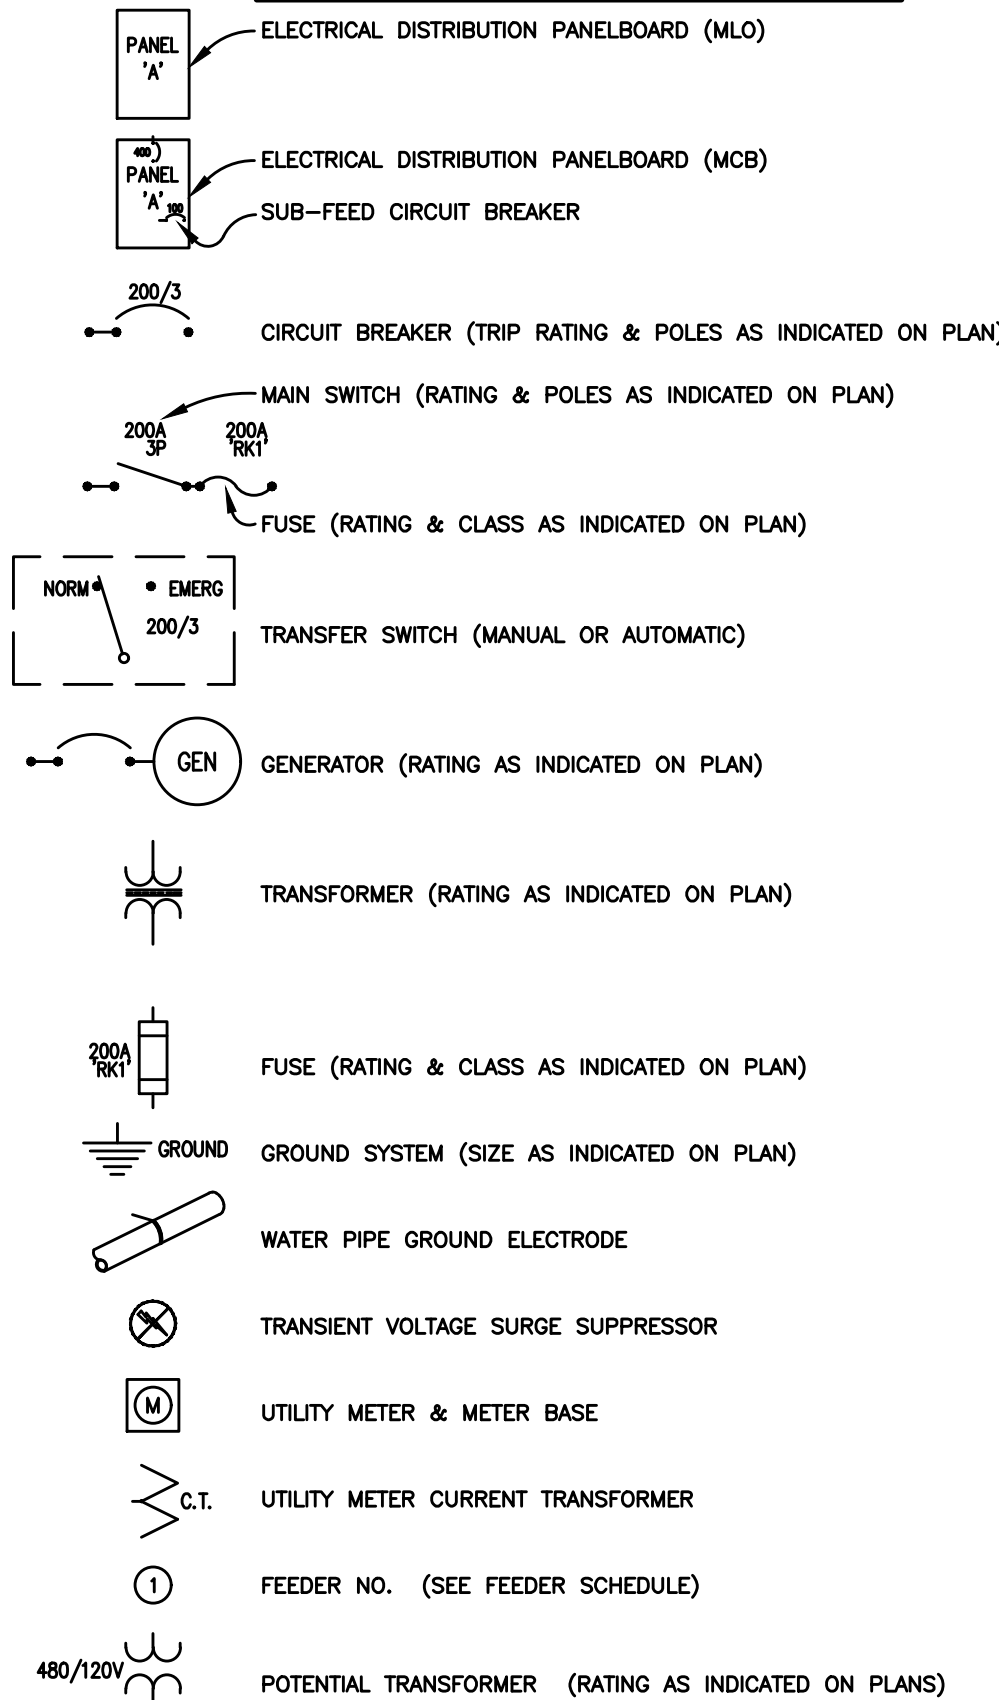 PANEL
'A'
ELECTRICAL DISTRIBUTION PANELBOARD (MLO)
400
PANEL
'A'
100
ELECTRICAL DISTRIBUTION PANELBOARD (MCB)
SUB-FEED CIRCUIT BREAKER
200/3
CIRCUIT BREAKER (TRIP RATING & POLES AS INDICATED ON PLAN)
MAIN SWITCH (RATING & POLES AS INDICATED ON PLAN)
200A
3P
200A
'RK1'
FUSE (RATING & CLASS AS INDICATED ON PLAN)
NORM
EMERG
200/3
TRANSFER SWITCH (MANUAL OR AUTOMATIC)
GEN
GENERATOR (RATING AS INDICATED ON PLAN)
TRANSFORMER (RATING AS INDICATED ON PLAN)
200A
'RK1'
FUSE (RATING & CLASS AS INDICATED ON PLAN)
GROUND
GROUND SYSTEM (SIZE AS INDICATED ON PLAN)
WATER PIPE GROUND ELECTRODE
TRANSIENT VOLTAGE SURGE SUPPRESSOR
M
UTILITY METER & METER BASE
C.T.
UTILITY METER CURRENT TRANSFORMER
1
FEEDER NO. (SEE FEEDER SCHEDULE)
480/120V
POTENTIAL TRANSFORMER (RATING AS INDICATED ON PLANS)